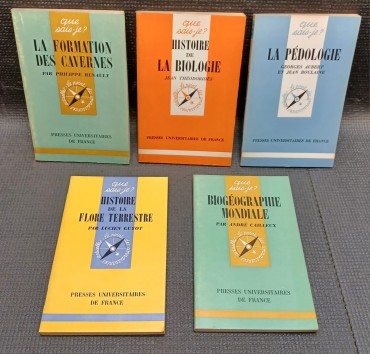 que
sais-je?
LA FORMATION
DES CAVERNES
PAR PHILIPPE RENAULT
PRESSES UNIVERSITAIRES
DE FRANCE
que
sais-je?
HISTOIRE
DE
LA BIOLOGIE
JEAN THÉODORIDÈS
PRESSES UNIVERSITAIRES DE FRANCE
que
sais-je?
LA PÉDOLOGIE
GEORGES AUBERT
ET JEAN BOULAINE
PRESSES UNIVERSITAIRES DE FRANCE
que
sais-je?
HISTOIRE
DE LA
FLORE TERRESTRE
PAR LUCIEN GUYOT
PRESSES UNIVERSITAIRES
DE FRANCE
que
sais-je?
BIOGÉOGRAPHIE
MONDIALE
PAR ANDRÉ CAILLEUX
PRESSES UNIVERSITAIRES
DE FRANCE